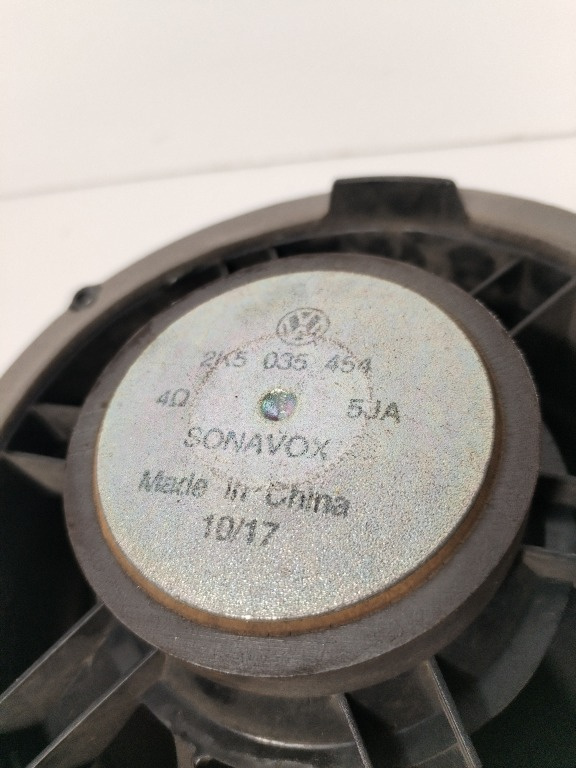 2K5 035 454
4Ω 5JA
SONAVOX
Made in China
10/17